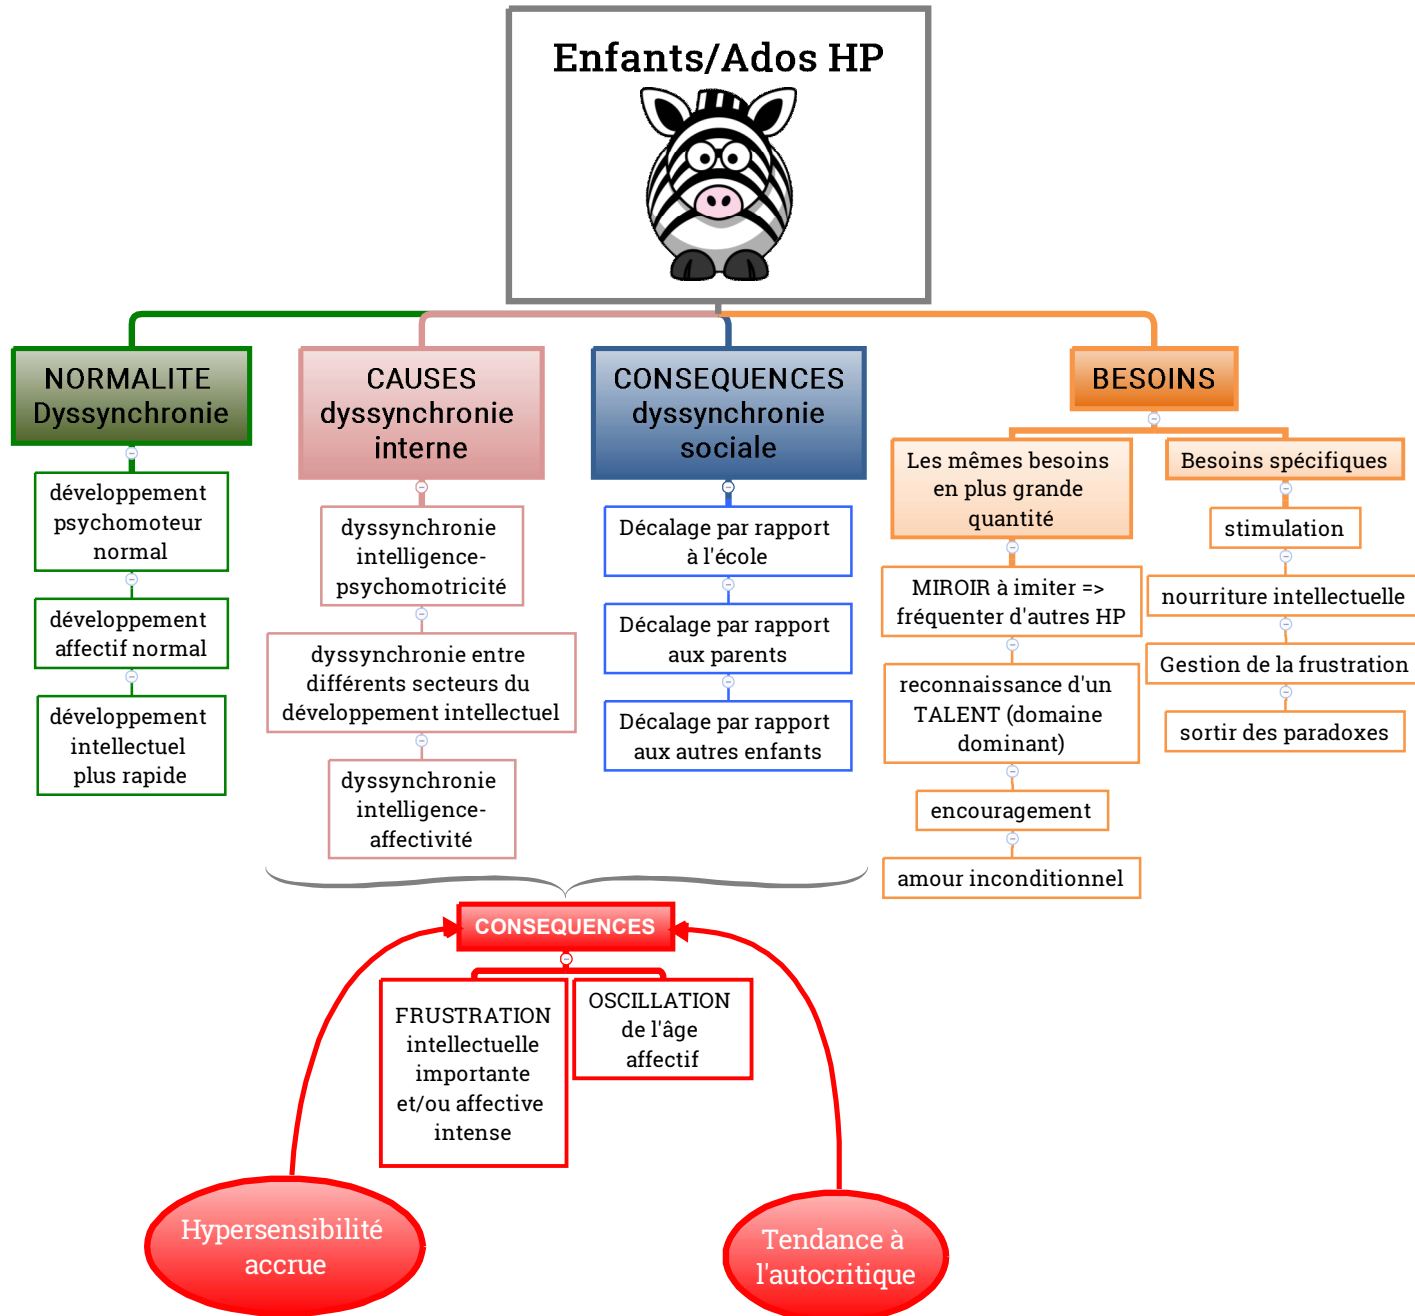 Enfants/Ados HP
NORMALITE
Dyssynchronie
développement
psychomoteur
normal
développement
affectif normal
développement
intellectuel
plus rapide
CAUSES
dyssynchronie
interne
dyssynchronie
intelligence-
psychomotricité
dyssynchronie entre
différents secteurs du
développement intellectuel
dyssynchronie
intelligence-
affectivité
CONSEQUENCES
dyssynchronie
sociale
Décalage par rapport
à l'école
Décalage par rapport
aux parents
Décalage par rapport
aux autres enfants
BESOINS
Les mêmes besoins
en plus grande
quantité
MIROIR à imiter =>
fréquenter d'autres HP
reconnaissance d'un
TALENT (domaine
dominant)
encouragement
amour inconditionnel
Besoins spécifiques
stimulation
nourriture intellectuelle
Gestion de la frustration
sortir des paradoxes
CONSEQUENCES
FRUSTRATION
intellectuelle
importante
et/ou affective
intense
OSCILLATION
de l'âge
affectif
Hypersensibilité
accrue
Tendance à
l'autocritique